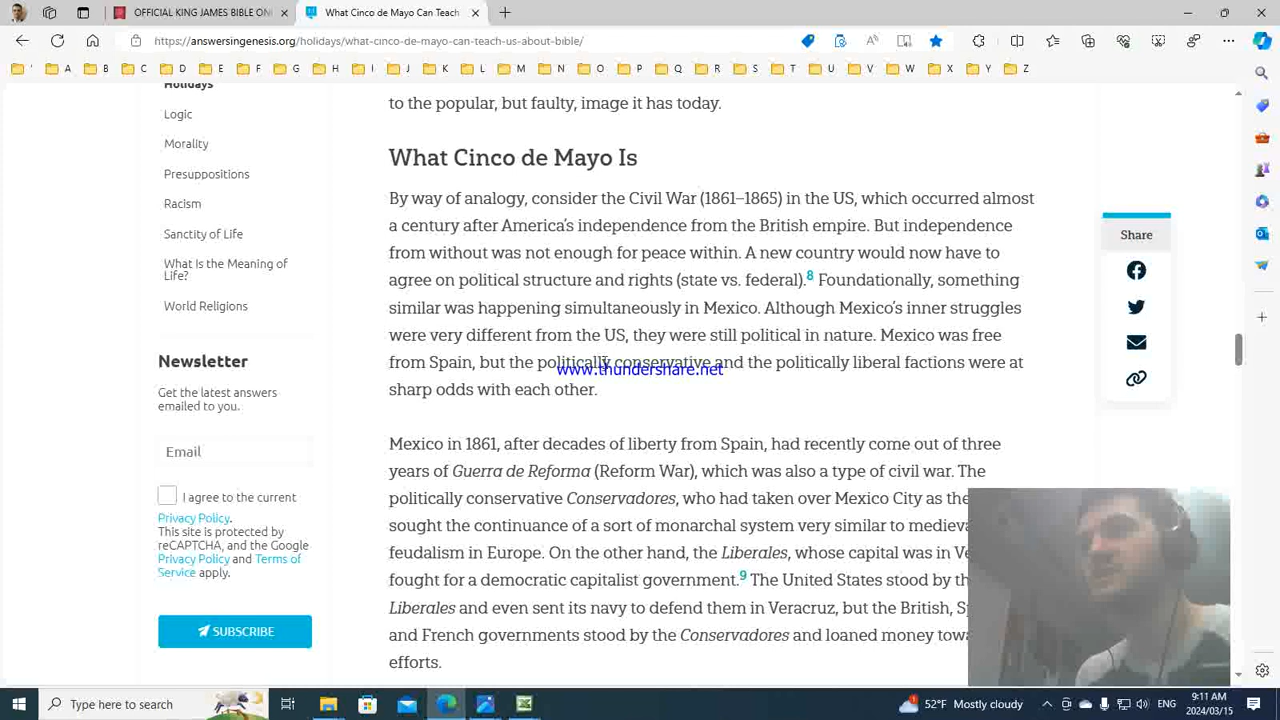 OFFICIAL KING JAMES BIBLE ONI
What Cinco de Mayo Can Teach
https://answersingenesis.org/holidays/what-cinco-de-mayo-can-teach-us-about-bible/
A B C D E F G H I J K L M N O P Q R S T U V W X Y Z
Holidays
Logic
Morality
Presuppositions
Racism
Sanctity of Life
What Is the Meaning of
Life?
World Religions
Newsletter
Get the latest answers
emailed to you.
Email
I agree to the current
Privacy Policy.
This site is protected by
reCAPTCHA, and the Google
Privacy Policy and Terms of
Service apply.
SUBSCRIBE
to the popular, but faulty, image it has today.
What Cinco de Mayo Is
By way of analogy, consider the Civil War (1861–1865) in the US, which occurred almost
a century after America's independence from the British empire. But independence
from without was not enough for peace within. A new country would now have to
agree on political structure and rights (state vs. federal).8 Foundationally, something
similar was happening simultaneously in Mexico. Although Mexico's inner struggles
were very different from the US, they were still political in nature. Mexico was free
from Spain, but the politically conservative and the politically liberal factions were at
www.thundershare.net
sharp odds with each other.
Mexico in 1861, after decades of liberty from Spain, had recently come out of three
years of Guerra de Reforma (Reform War), which was also a type of civil war. The
politically conservative Conservadores, who had taken over Mexico City as the
sought the continuance of a sort of monarchal system very similar to medieva
feudalism in Europe. On the other hand, the Liberales, whose capital was in Ve
fought for a democratic capitalist government.9 The United States stood by th
Liberales and even sent its navy to defend them in Veracruz, but the British, Sp
and French governments stood by the Conservadores and loaned money tow
efforts.
Share
Type here to search
1
52°F Mostly cloudy
ENG
9:11 AM
2024/03/15